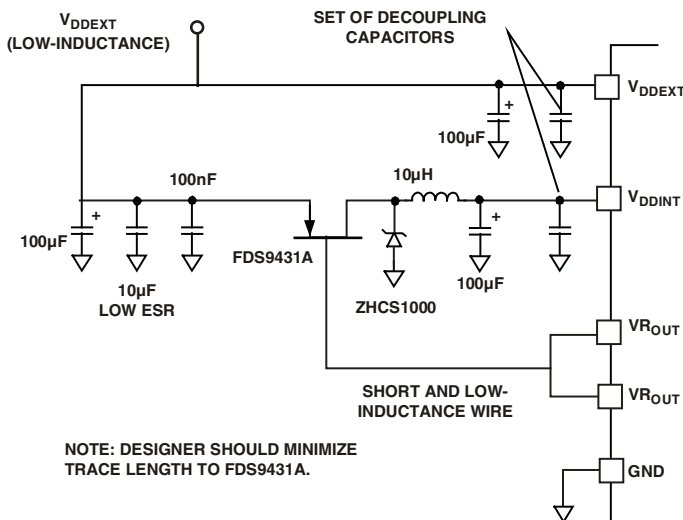 VDDEXT
(LOW-INDUCTANCE)
SET OF DECOUPLING
CAPACITORS
VDDEXT
+
100µF
100nF
10µH
VDDINT
+
100µF
+
100µF
FDS9431A
10µF
LOW ESR
ZHCS1000
VROUT
SHORT AND LOW-
INDUCTANCE WIRE
VROUT
NOTE: DESIGNER SHOULD MINIMIZE
TRACE LENGTH TO FDS9431A.
GND